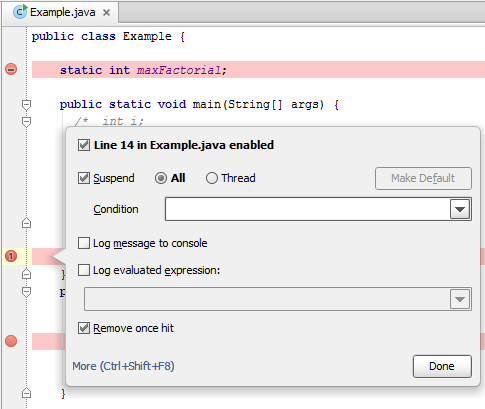 Example.java
public class Example {
static int maxFactorial;
public static void main(String[] args) {
/* int i;
Line 14 in Example.java enabled
Suspend All Thread Make Default
Condition
Log message to console
1
Log evaluated expression:
}
p
Remove once hit
More (Ctrl+Shift+F8) Done
}